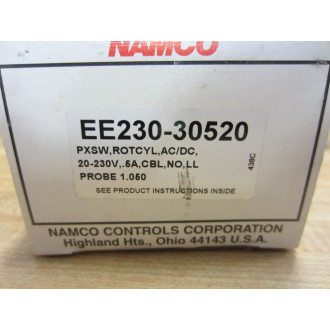 NAMCO
EE230-30520
PXSW,ROTCYL,AC/DC,
20-230V,.5A,CBL,NO,LL
PROBE 1.050
438C
SEE PRODUCT INSTRUCTIONS INSIDE
NAMCO CONTROLS CORPORATION
Highland Hts., Ohio 44143 U.S.A.